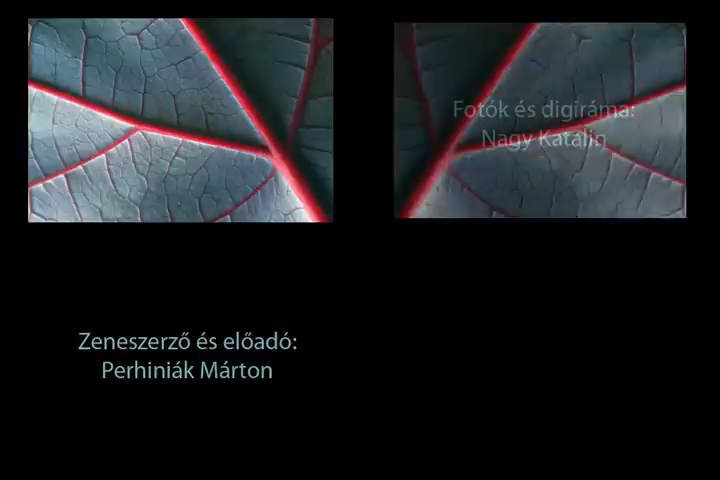 Fotók és digiráma:
Nagy Katalin
Zeneszerző és előadó:
Perhiniák Márton